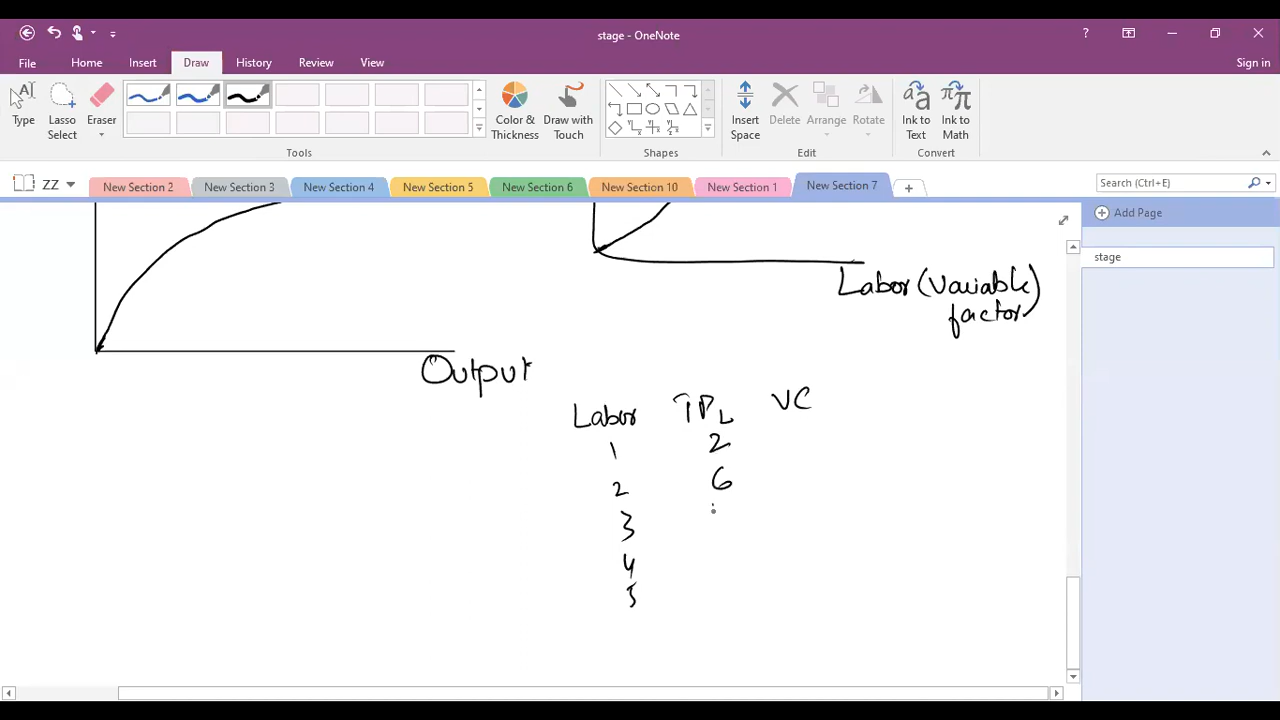 stage - OneNote
?
File Home Insert Draw History Review View Sign in
Type
Lasso Select
Eraser
Color & Thickness
Draw with Touch
Insert Space
Delete
Arrange
Rotate
Ink to Text
Ink to Math
Tools Shapes Edit Convert
ZZ New Section 2 New Section 3 New Section 4 New Section 5 New Section 6 New Section 10 New Section 1 New Section 7 Search (Ctrl+E)
Add Page
stage
Labor (Variable
factor)
Output
Labor TPL VC
1 2
2 6
3
4
5